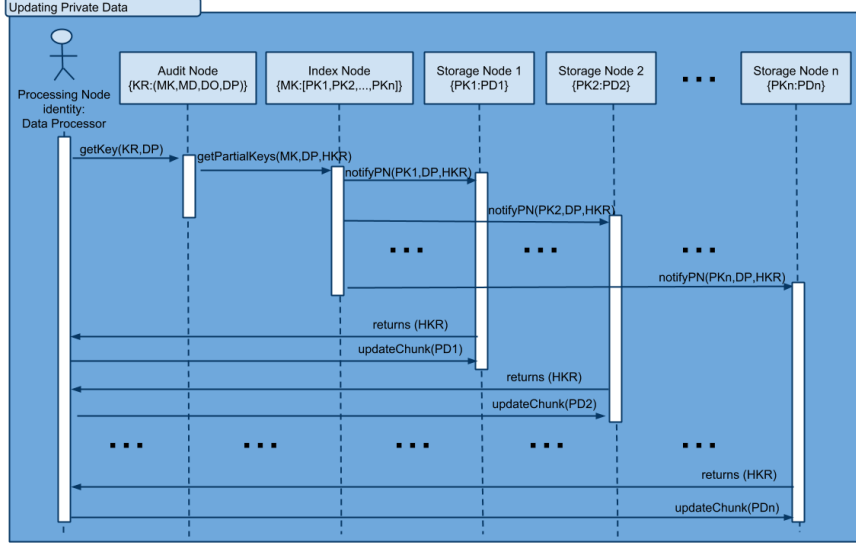 Updating Private Data
Processing Node
identity:
Data Processor
Audit Node
{KR:(MK,MD,DO,DP)}
Index Node
{MK:[PK1,PK2,...,PKn]}
Storage Node 1
{PK1:PD1}
Storage Node 2
{PK2:PD2}
Storage Node n
{PKn:PDn}
getKey(KR,DP)
getPartialKeys(MK,DP,HKR)
notifyPN(PK1,DP,HKR)
notifyPN(PK2,DP,HKR)
notifyPN(PKn,DP,HKR)
returns (HKR)
updateChunk(PD1)
returns (HKR)
updateChunk(PD2)
returns (HKR)
updateChunk(PDn)